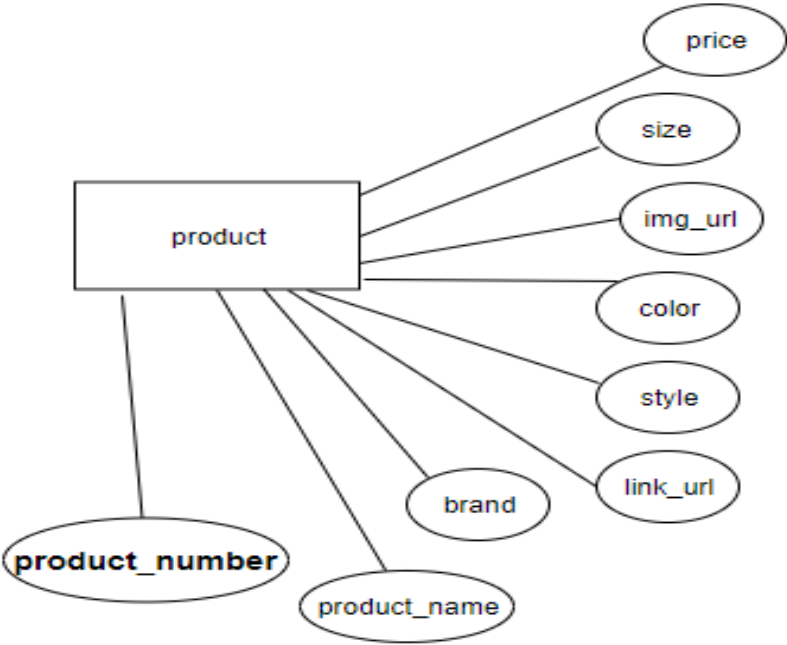 price
size
img_url
product
color
style
link_url
brand
product_number
product_name